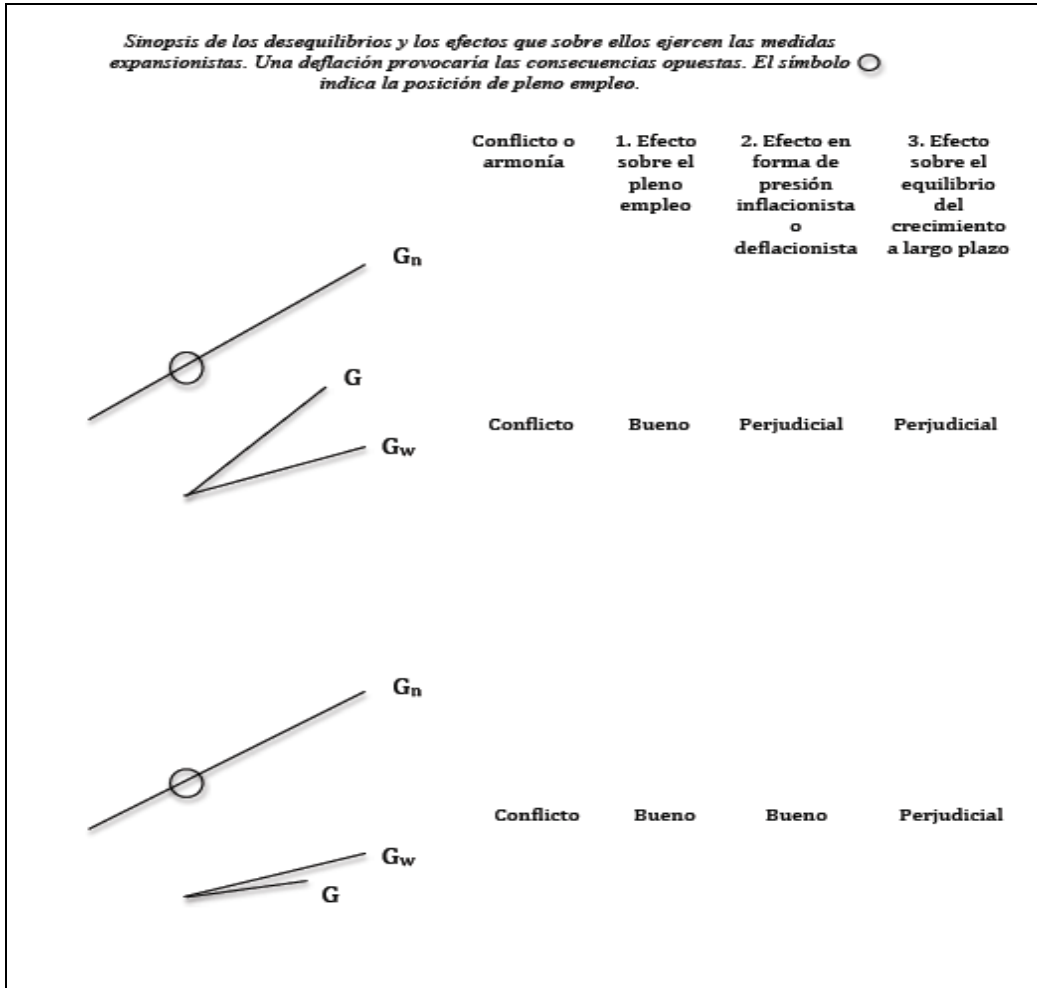 Sinopsis de los desequilibrios y los efectos que sobre ellos ejercen las medidas
expansionistas. Una deflación provocaría las consecuencias opuestas. El símbolo
indica la posición de pleno empleo.
Conflicto o
armonía
1. Efecto
sobre el
pleno
empleo
2. Efecto en
forma de
presión
inflacionista
o
deflacionista
3. Efecto
sobre el
equilibrio
del
crecimiento
a largo plazo
Gn
G
Gw
Conflicto Bueno Perjudicial Perjudicial
Gn
Conflicto Bueno Bueno Perjudicial
Gw
G